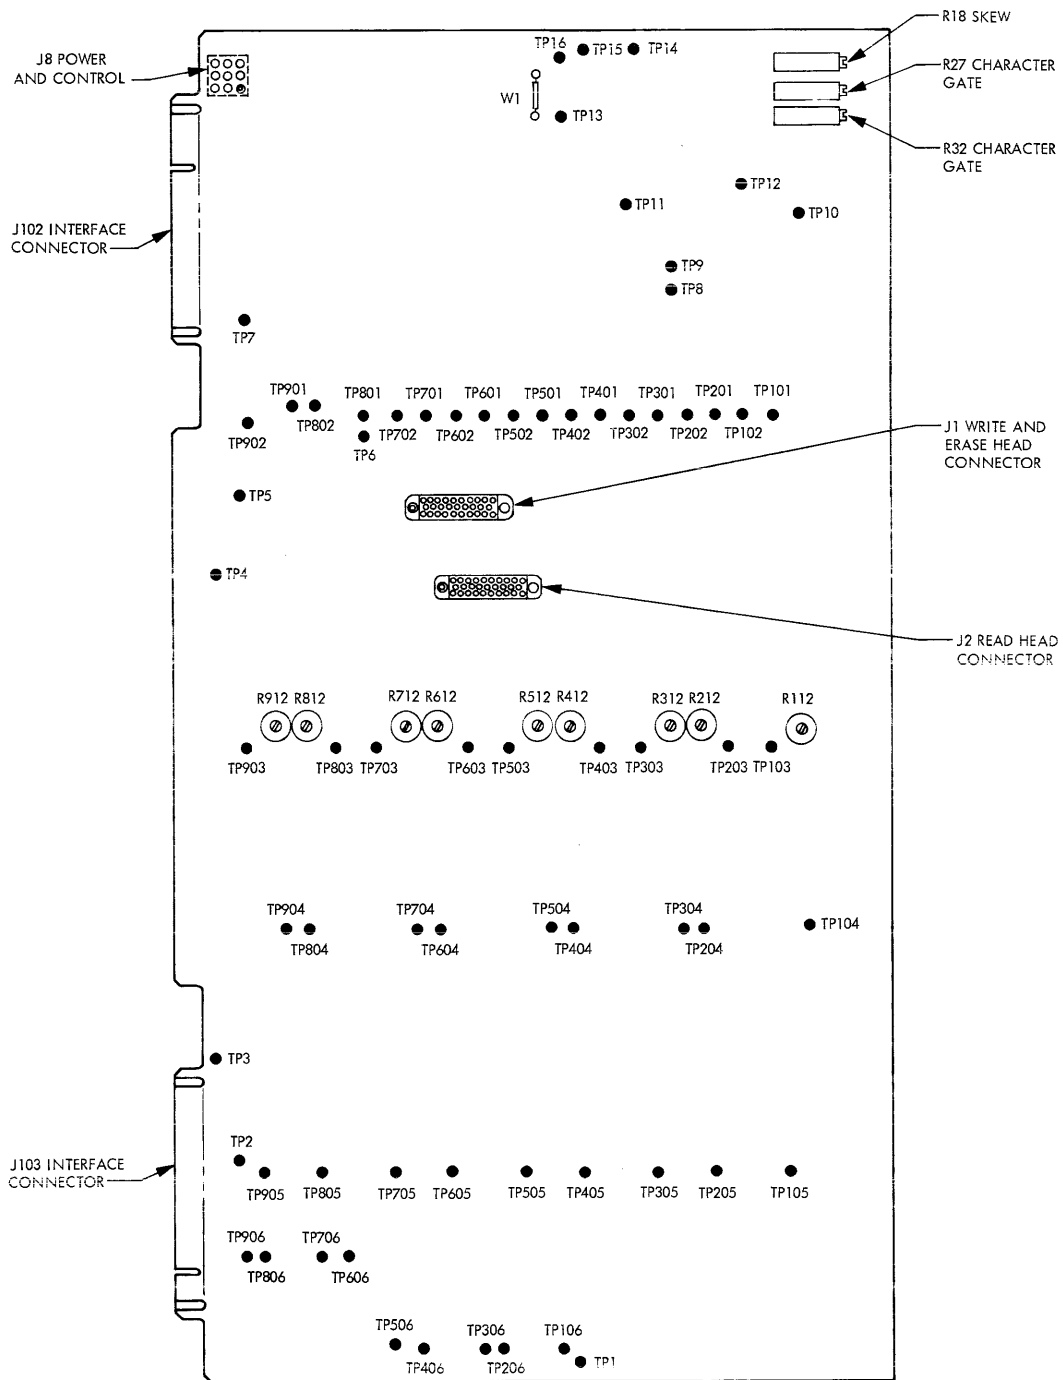 R18 SKEW
J8 POWER
AND CONTROL
TP16
TP15
TP14
R27 CHARACTER
GATE
W1
TP13
R32 CHARACTER
GATE
TP12
TP11
TP10
J102 INTERFACE
CONNECTOR
TP9
TP8
TP7
TP901
TP802
TP801
TP701
TP601
TP501
TP401
TP301
TP201
TP101
TP902
TP702
TP602
TP502
TP402
TP302
TP202
TP102
TP6
J1 WRITE AND
ERASE HEAD
CONNECTOR
TP5
TP4
J2 READ HEAD
CONNECTOR
R912 R812
R712 R612
R512 R412
R312 R212
R112
TP903
TP803
TP703
TP603
TP503
TP403
TP303
TP203
TP103
TP904
TP704
TP504
TP304
TP104
TP804
TP604
TP404
TP204
TP3
TP2
J103 INTERFACE
CONNECTOR
TP905
TP805
TP705
TP605
TP505
TP405
TP305
TP205
TP105
TP906
TP706
TP806
TP606
TP506
TP306
TP106
TP406
TP206
TP1